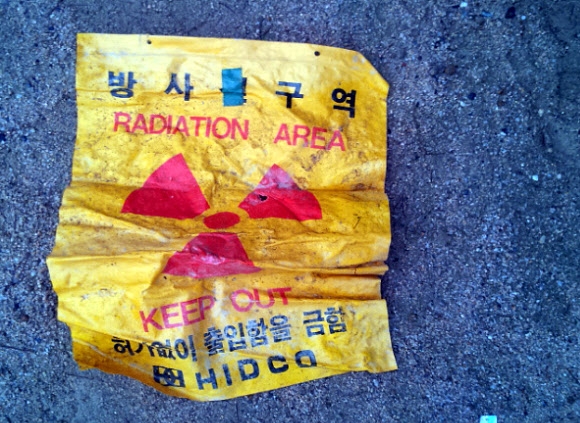 방 사 구 역
RADIATION AREA
KEEP OUT
허가없이 출입함을 금함
HIDCO